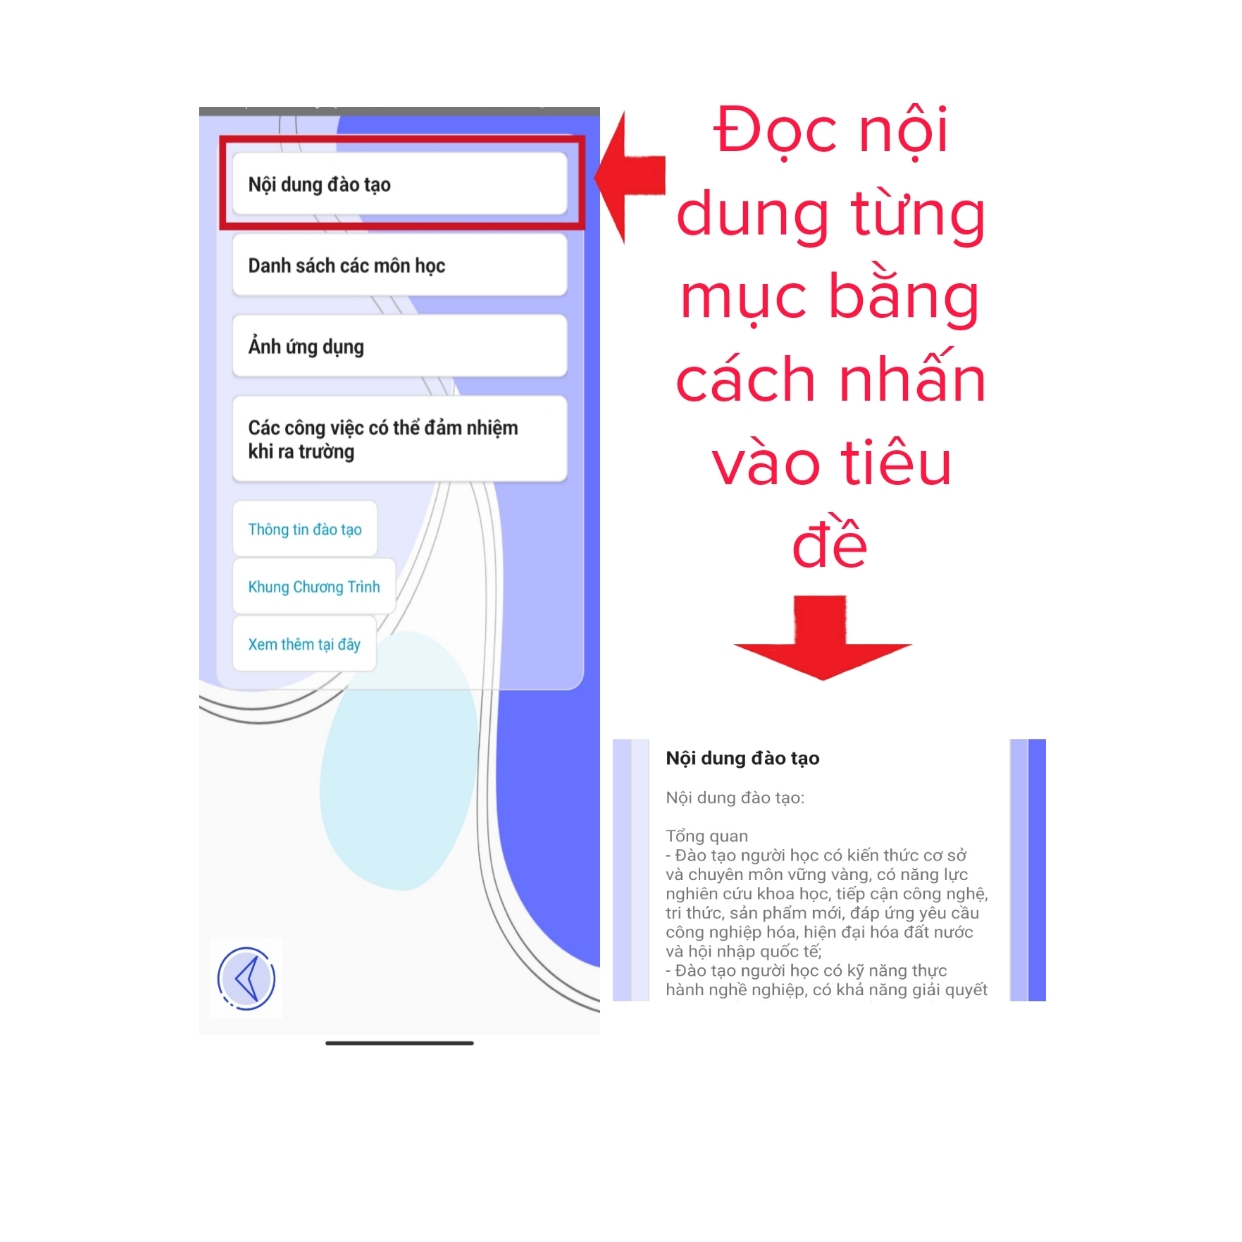 Nội dung đào tạo
Danh sách các môn học
Ảnh ứng dụng
Các công việc có thể đảm nhiệm
khi ra trường
Thông tin đào tạo
Khung Chương Trình
Xem thêm tại đây
Đọc nội
dung từng
mục bằng
cách nhấn
vào tiêu
đề
Nội dung đào tạo
Nội dung đào tạo:
Tổng quan
- Đào tạo người học có kiến thức cơ sở
và chuyên môn vững vàng, có năng lực
nghiên cứu khoa học, tiếp cận công nghệ,
tri thức, sản phẩm mới, đáp ứng yêu cầu
công nghiệp hóa, hiện đại hóa đất nước
và hội nhập quốc tế;
- Đào tạo người học có kỹ năng thực
hành nghề nghiệp, có khả năng giải quyết